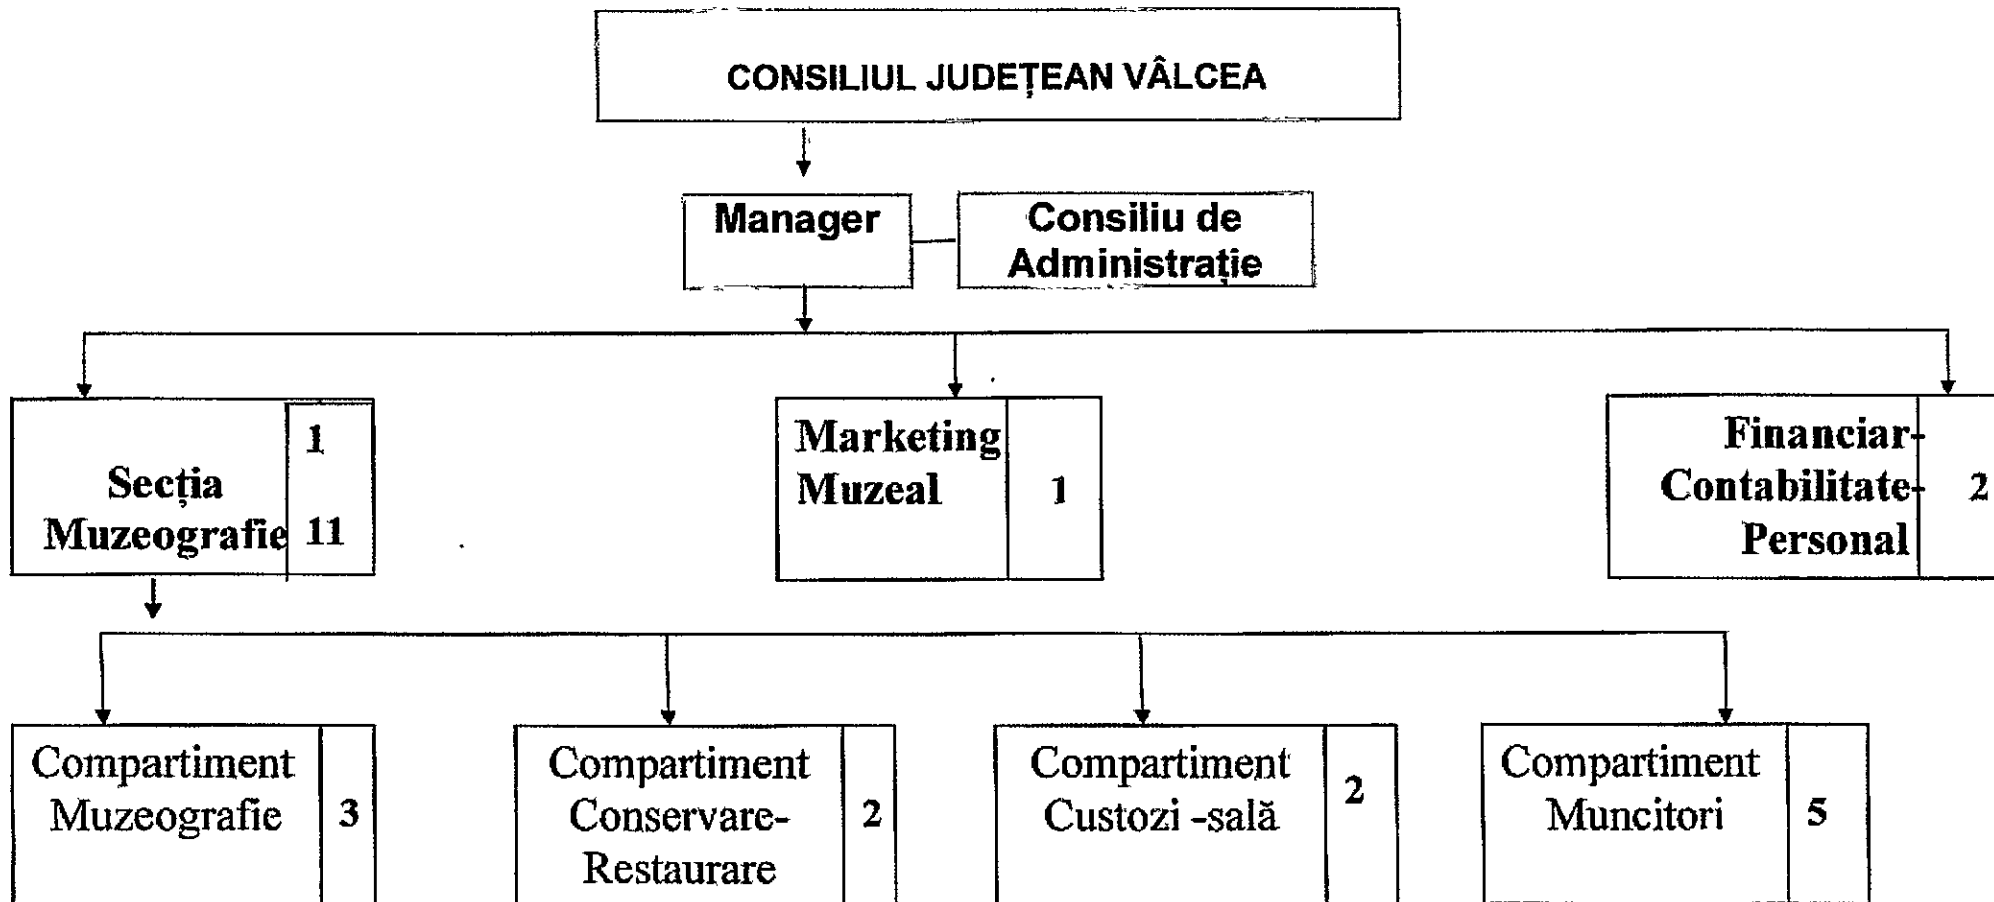 CONSILIUL JUDEȚEAN VÂLCEA
Manager
Consiliu de
Administrație
Secția
Muzeografie
1
11
Marketing
Muzeal
1
Financiar-
Contabilitate-
Personal
2
Compartiment
Muzeografie
3
Compartiment
Conservare-
Restaurare
2
Compartiment
Custozi -sală
2
Compartiment
Muncitori
5